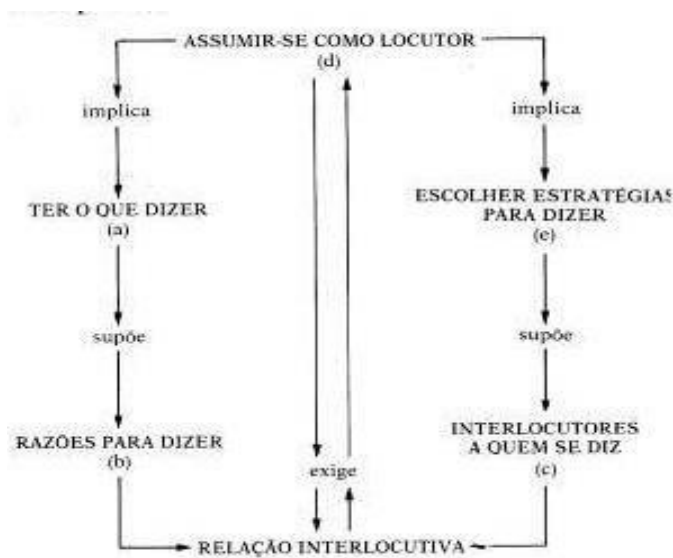 ASSUMIR-SE COMO LOCUTOR
(d)
implica
implica
TER O QUE DIZER
(a)
ESCOLHER ESTRATÉGIAS
PARA DIZER
(e)
supõe
supõe
RAZÕES PARA DIZER
(b)
INTERLOCUTORES
A QUEM SE DIZ
(c)
exige
RELAÇÃO INTERLOCUTIVA